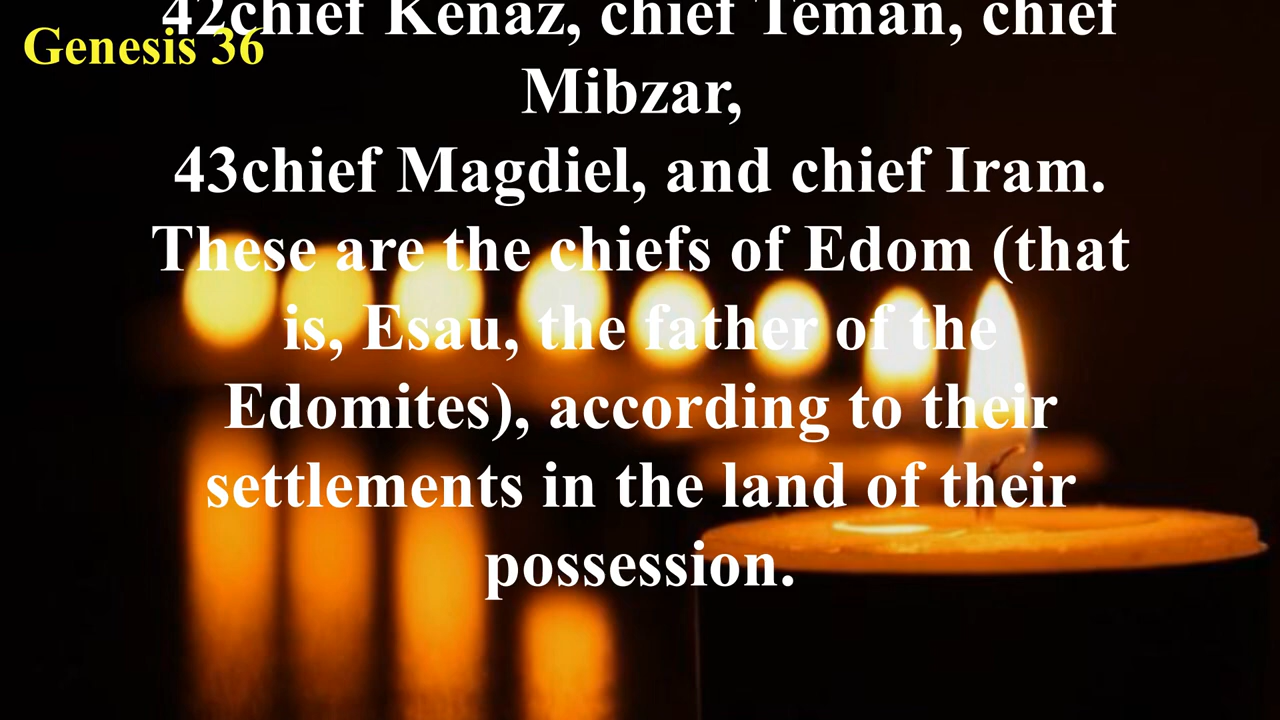 42chief Kenaz, chief Teman, chief
Genesis 36
Mibzar,
43chief Magdiel, and chief Iram.
These are the chiefs of Edom (that
is, Esau, the father of the
Edomites), according to their
settlements in the land of their
possession.